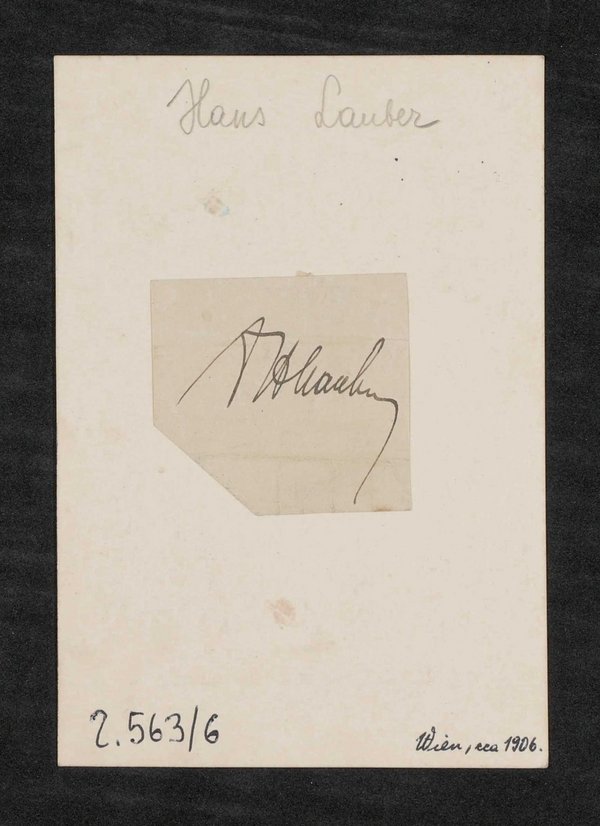 Hans Lauber
2.563/6
Wien, cca 1906.